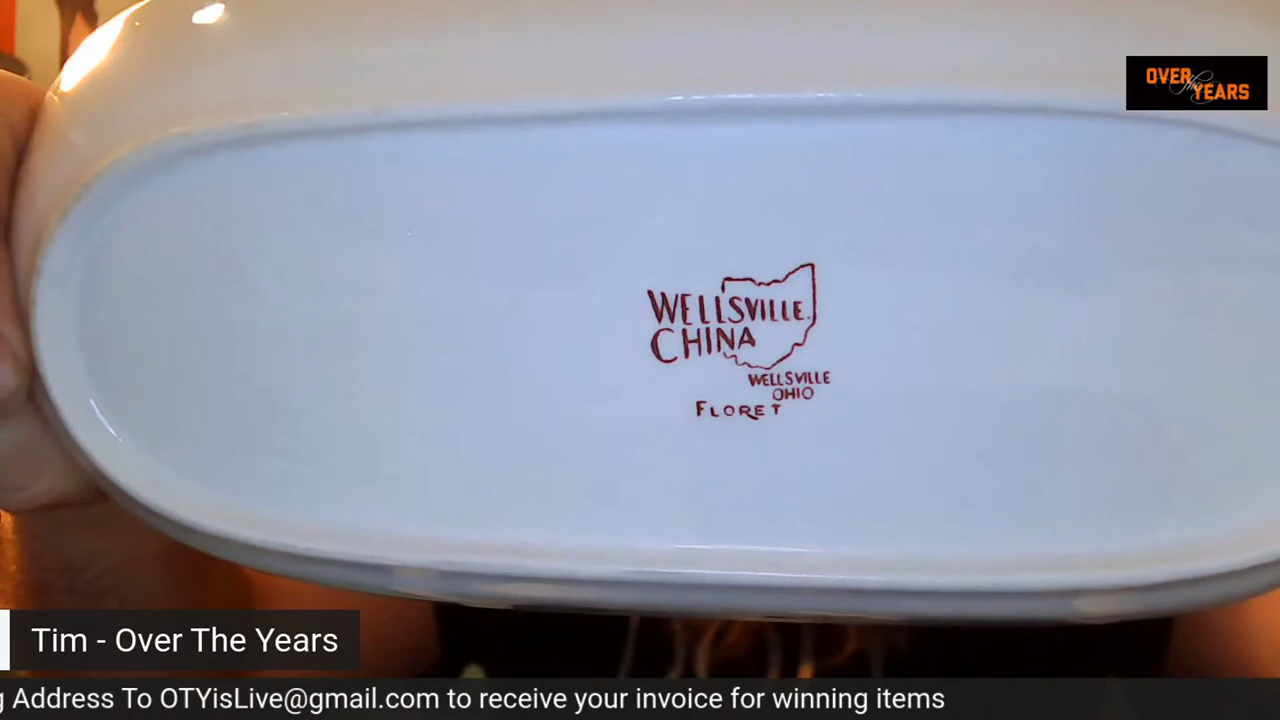 OVER the YEARS
WELLSVILLE
CHINA
WELLSVILLE
OHIO
FLORET
Tim - Over The Years
g Address To OTYisLive@gmail.com to receive your invoice for winning items